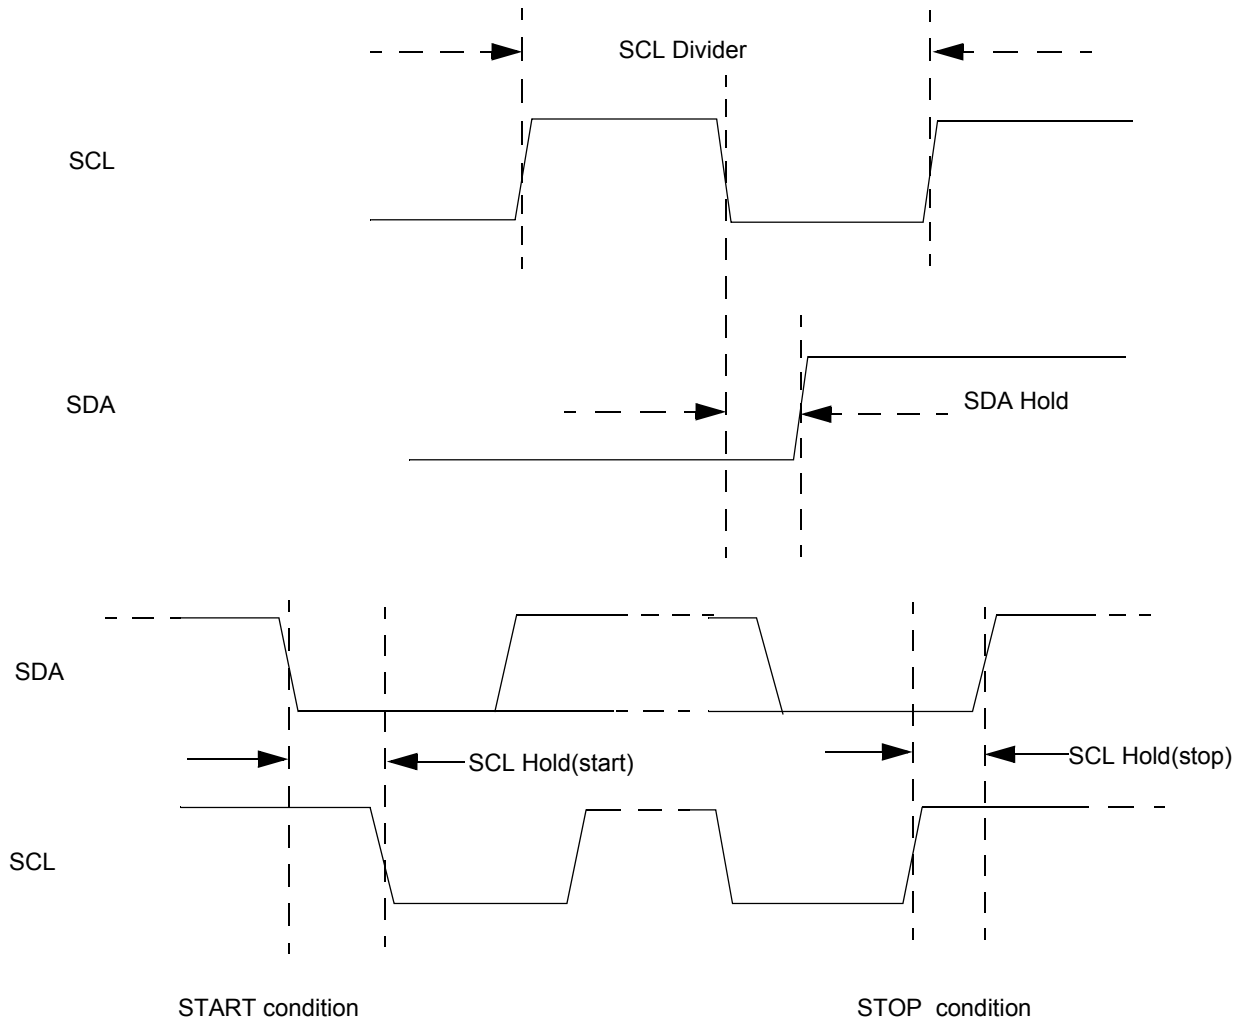 SCL Divider
SCL
SDA
SDA Hold
SDA
SCL Hold(start)
SCL Hold(stop)
SCL
START condition
STOP condition